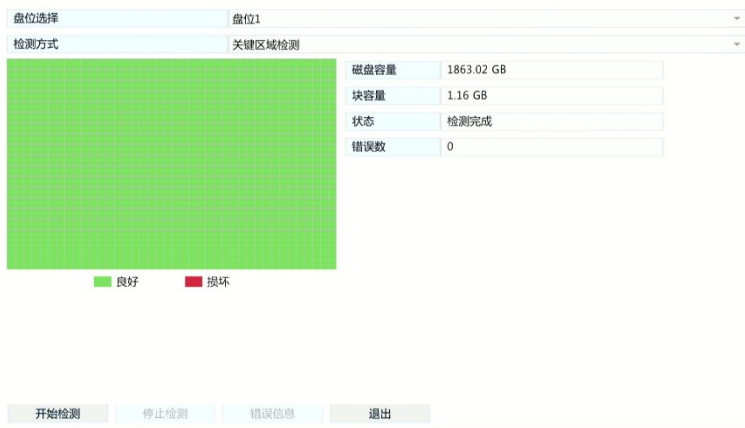 盘位选择 盘位1
检测方式 关键区域检测
磁盘容量 1863.02 GB
块容量 1.16 GB
状态 检测完成
错误数 0
良好 损坏
开始检测 停止检测 错误信息 退出